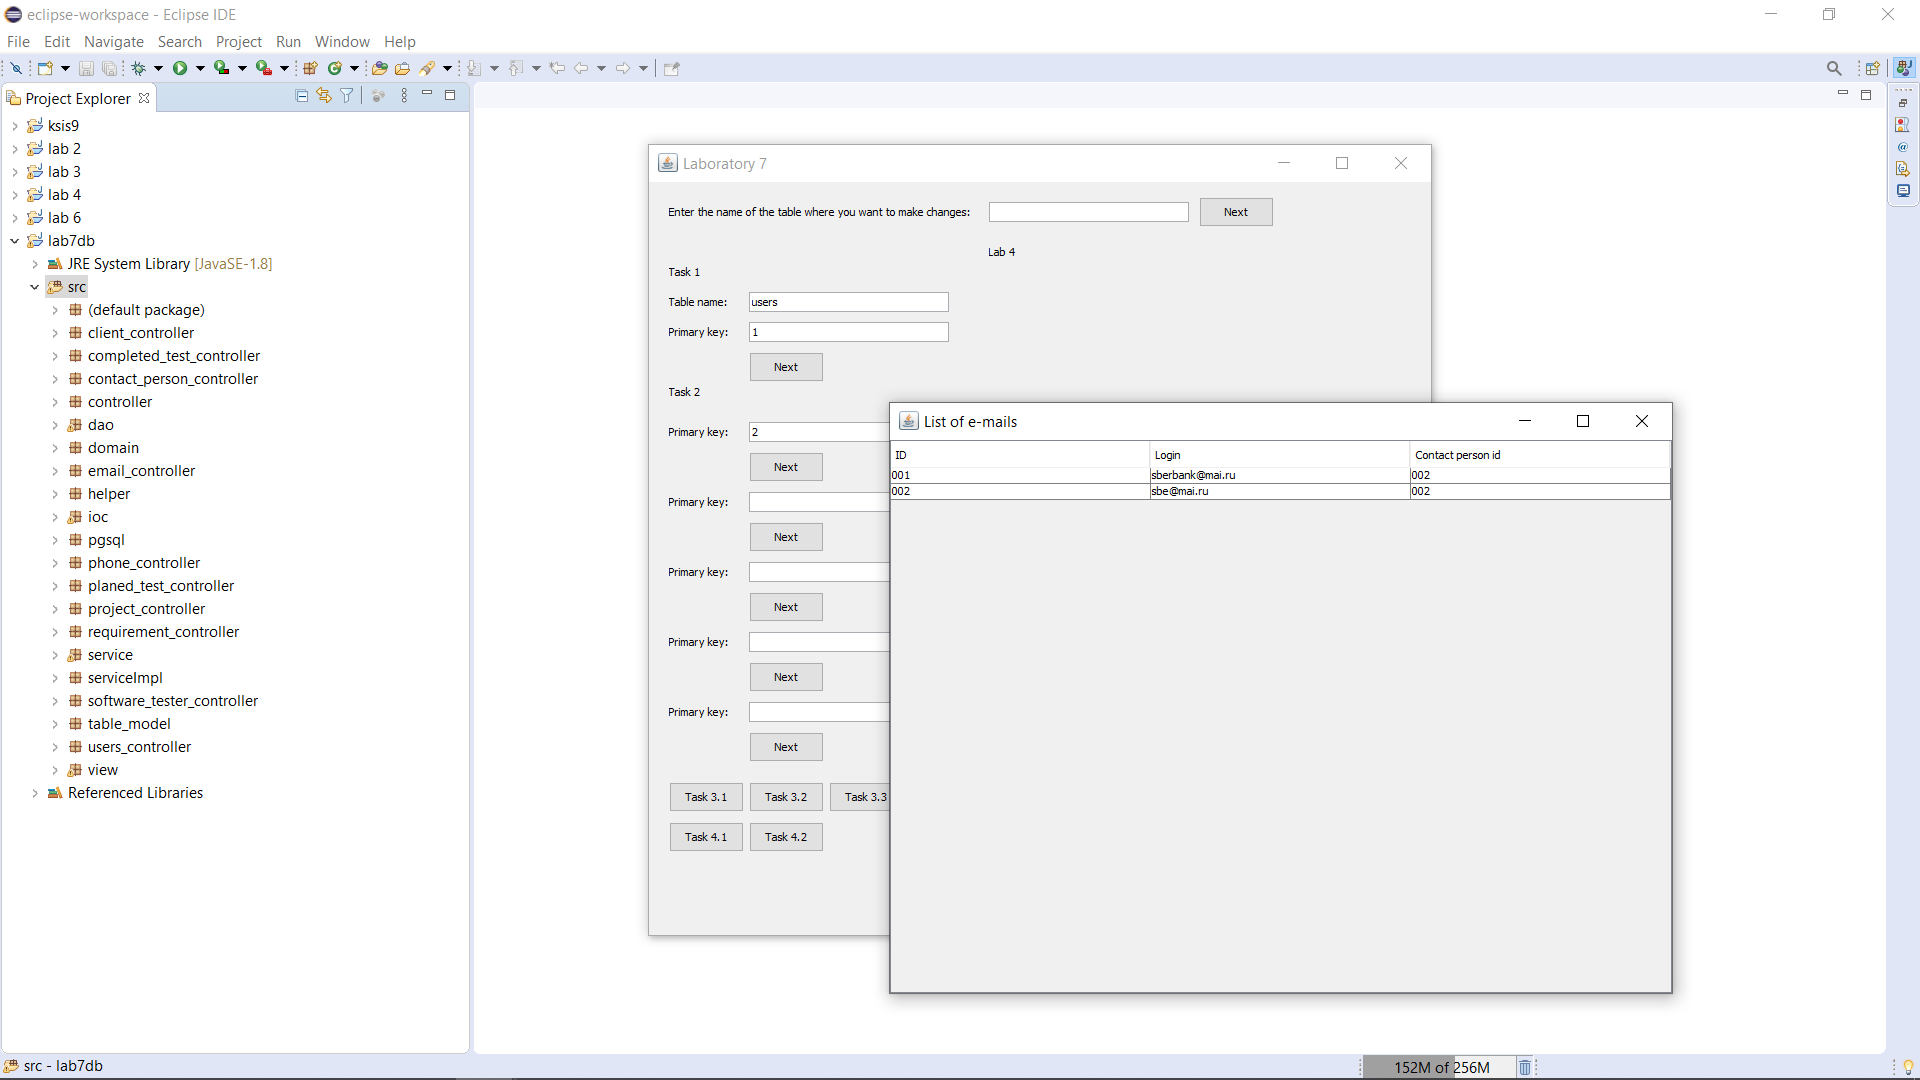 eclipse-workspace - Eclipse IDE
File Edit Navigate Search Project Run Window Help
Project Explorer
ksis9
lab 2
lab 3
lab 4
lab 6
lab7db
JRE System Library [JavaSE-1.8]
src
(default package)
client_controller
completed_test_controller
contact_person_controller
controller
dao
domain
email_controller
helper
ioc
pgsql
phone_controller
planed_test_controller
project_controller
requirement_controller
service
serviceImpl
software_tester_controller
table_model
users_controller
view
Referenced Libraries
Laboratory 7
Enter the name of the table where you want to make changes: Next
Lab 4
Task 1
Table name: users
Primary key: 1
Next
Task 2
Primary key: 2
Next
Primary key:
Next
Primary key:
Next
Primary key:
Next
Primary key:
Next
Task 3.1 Task 3.2 Task 3.3
Task 4.1 Task 4.2
List of e-mails
ID Login Contact person id
001 sberbank@mai.ru 002
002 sbe@mai.ru 002
src - lab7db
152M of 256M